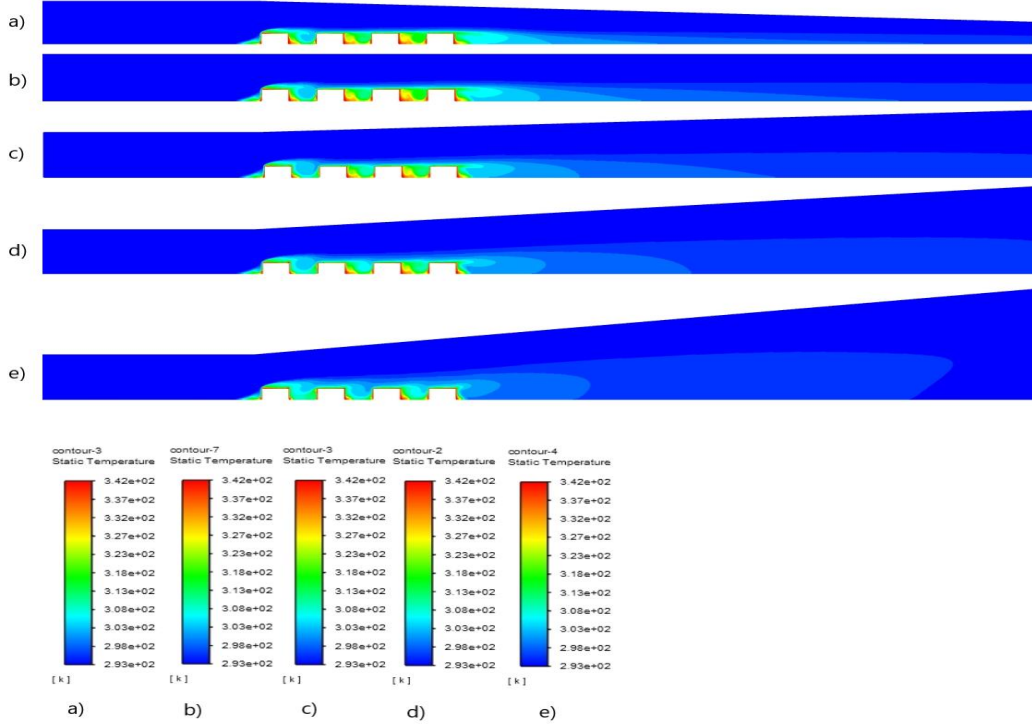 a)
b)
c)
d)
e)
contour-3
Static Temperature
3.42e+02
3.37e+02
3.32e+02
3.27e+02
3.23e+02
3.18e+02
3.13e+02
3.08e+02
3.03e+02
2.98e+02
2.93e+02
[ k ]
a)
contour-7
Static Temperature
3.42e+02
3.37e+02
3.32e+02
3.27e+02
3.23e+02
3.18e+02
3.13e+02
3.08e+02
3.03e+02
2.98e+02
2.93e+02
[ k ]
b)
contour-3
Static Temperature
3.42e+02
3.37e+02
3.32e+02
3.27e+02
3.23e+02
3.18e+02
3.13e+02
3.08e+02
3.03e+02
2.98e+02
2.93e+02
[ k ]
c)
contour-2
Static Temperature
3.42e+02
3.37e+02
3.32e+02
3.27e+02
3.23e+02
3.18e+02
3.13e+02
3.08e+02
3.03e+02
2.98e+02
2.93e+02
[ k ]
d)
contour-4
Static Temperature
3.42e+02
3.37e+02
3.32e+02
3.27e+02
3.23e+02
3.18e+02
3.13e+02
3.08e+02
3.03e+02
2.98e+02
2.93e+02
[ k ]
e)